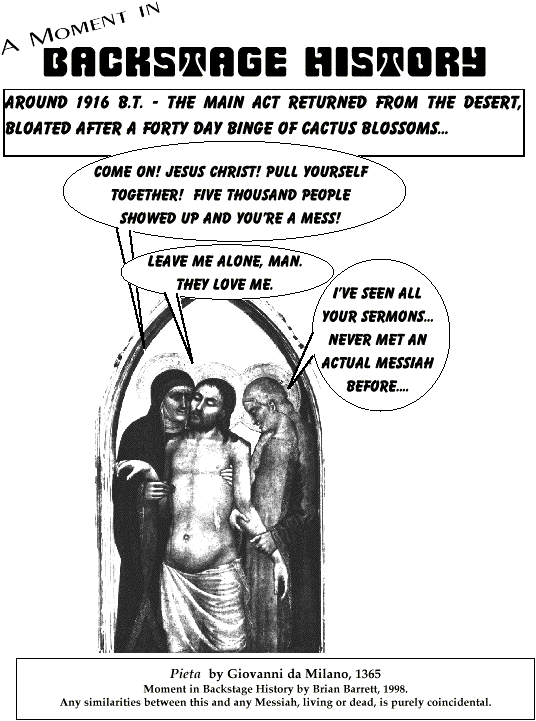 A MOMENT IN
BACKSTAGE HISTORY
AROUND 1916 B.T. - THE MAIN ACT RETURNED FROM THE DESERT,
BLOATED AFTER A FORTY DAY BINGE OF CACTUS BLOSSOMS...
COME ON! JESUS CHRIST! PULL YOURSELF
TOGETHER! FIVE THOUSAND PEOPLE
SHOWED UP AND YOU'RE A MESS!
LEAVE ME ALONE, MAN.
THEY LOVE ME.
I'VE SEEN ALL
YOUR SERMONS...
NEVER MET AN
ACTUAL MESSIAH
BEFORE....
Pieta by Giovanni da Milano, 1365
Moment in Backstage History by Brian Barrett, 1998.
Any similarities between this and any Messiah, living or dead, is purely coincidental.